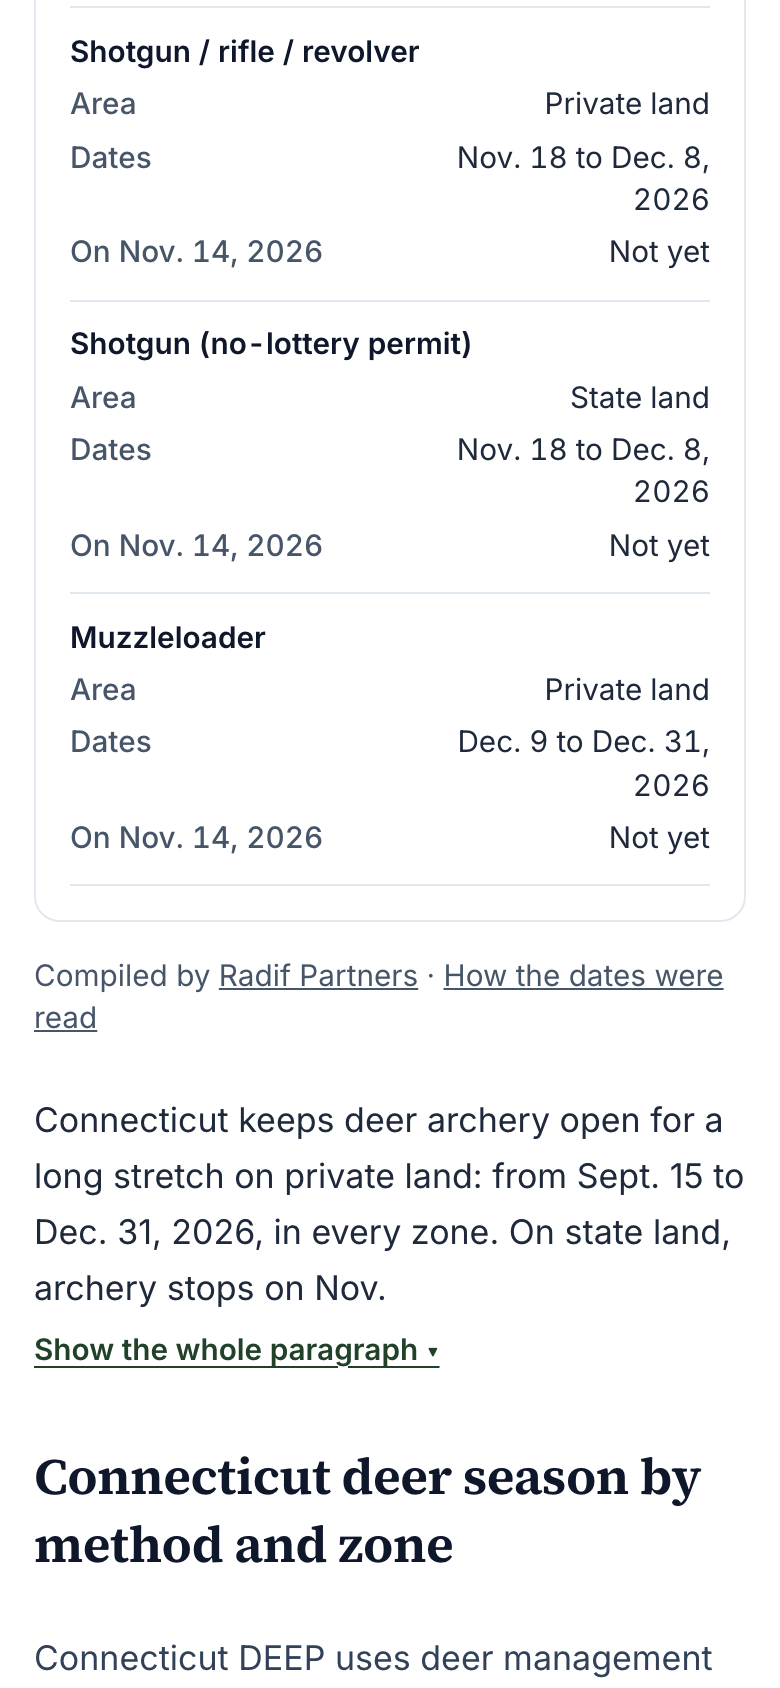 Shotgun / rifle / revolver
Area Private land
Dates Nov. 18 to Dec. 8,
2026
On Nov. 14, 2026 Not yet
Shotgun (no-lottery permit)
Area State land
Dates Nov. 18 to Dec. 8,
2026
On Nov. 14, 2026 Not yet
Muzzleloader
Area Private land
Dates Dec. 9 to Dec. 31,
2026
On Nov. 14, 2026 Not yet
Compiled by Radif Partners · How the dates were
read
Connecticut keeps deer archery open for a
long stretch on private land: from Sept. 15 to
Dec. 31, 2026, in every zone. On state land,
archery stops on Nov.
Show the whole paragraph ▾
Connecticut deer season by
method and zone
Connecticut DEEP uses deer management